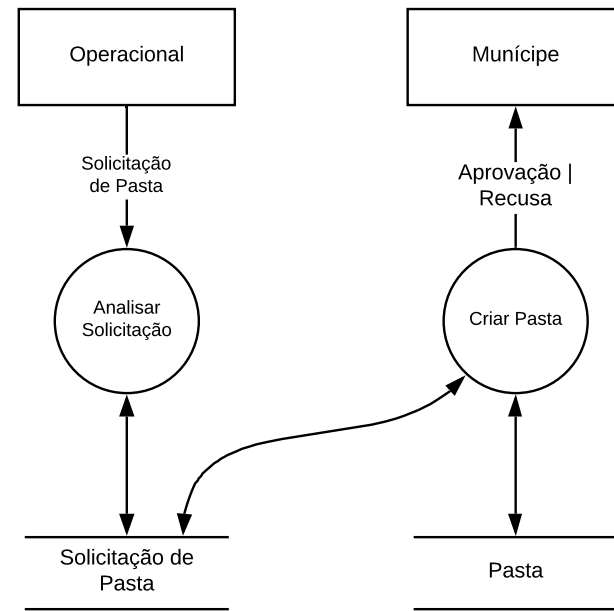 Operacional
Munícipe
Solicitação
de Pasta
Aprovação |
Recusa
Analisar
Solicitação
Criar Pasta
Solicitação de
Pasta
Pasta